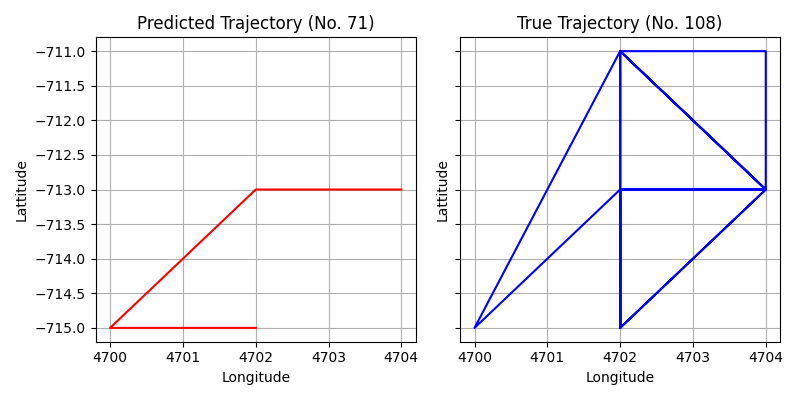 Predicted Trajectory (No. 71)
True Trajectory (No. 108)
Lattitude
−711.0
−711.5
−712.0
−712.5
−713.0
−713.5
−714.0
−714.5
−715.0
4700 4701 4702 4703 4704
Longitude
Lattitude
4700 4701 4702 4703 4704
Longitude